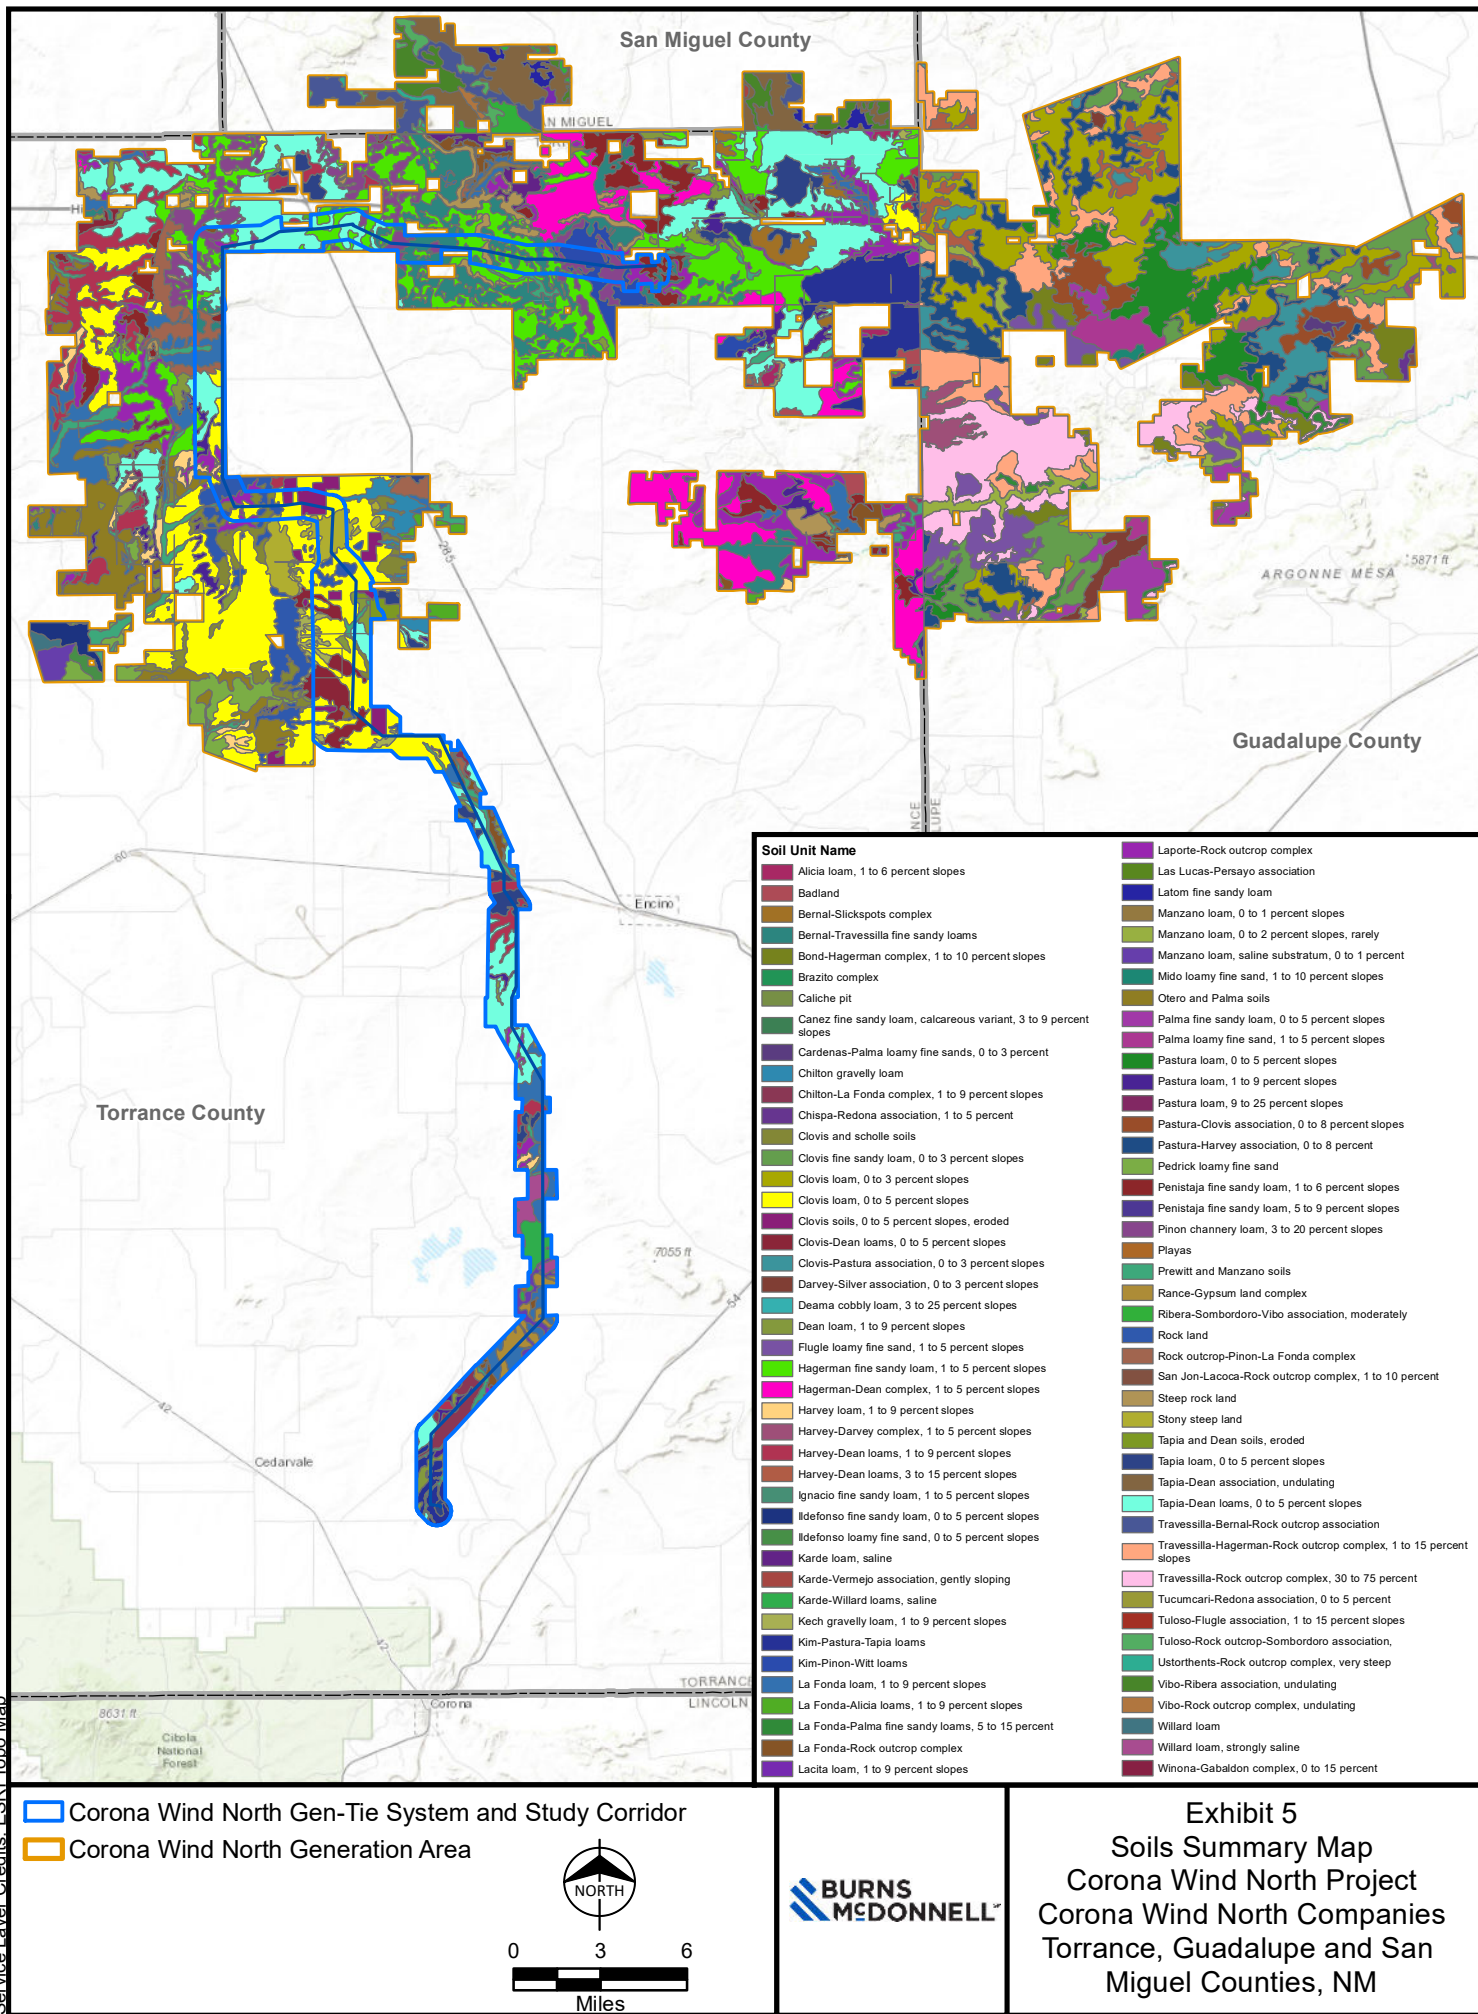 San Miguel County
N MIGUEL
285
ARGONNE MESA
5871 ft
Guadalupe County
NCE
LUPE
60
Encino
Torrance County
7055 ft
54
42
Cedarvale
42
TORRANCE
LINCOLN
Corona
8631 ft
Cibola
National
Forest
Soil Unit Name
Alicia loam, 1 to 6 percent slopes
Badland
Bernal-Slickspots complex
Bernal-Travessilla fine sandy loams
Bond-Hagerman complex, 1 to 10 percent slopes
Brazito complex
Caliche pit
Canez fine sandy loam, calcareous variant, 3 to 9 percent
slopes
Cardenas-Palma loamy fine sands, 0 to 3 percent
Chilton gravelly loam
Chilton-La Fonda complex, 1 to 9 percent slopes
Chispa-Redona association, 1 to 5 percent
Clovis and scholle soils
Clovis fine sandy loam, 0 to 3 percent slopes
Clovis loam, 0 to 3 percent slopes
Clovis loam, 0 to 5 percent slopes
Clovis soils, 0 to 5 percent slopes, eroded
Clovis-Dean loams, 0 to 5 percent slopes
Clovis-Pastura association, 0 to 3 percent slopes
Darvey-Silver association, 0 to 3 percent slopes
Deama cobbly loam, 3 to 25 percent slopes
Dean loam, 1 to 9 percent slopes
Flugle loamy fine sand, 1 to 5 percent slopes
Hagerman fine sandy loam, 1 to 5 percent slopes
Hagerman-Dean complex, 1 to 5 percent slopes
Harvey loam, 1 to 9 percent slopes
Harvey-Darvey complex, 1 to 5 percent slopes
Harvey-Dean loams, 1 to 9 percent slopes
Harvey-Dean loams, 3 to 15 percent slopes
Ignacio fine sandy loam, 1 to 5 percent slopes
Ildefonso fine sandy loam, 0 to 5 percent slopes
Ildefonso loamy fine sand, 0 to 5 percent slopes
Karde loam, saline
Karde-Vermejo association, gently sloping
Karde-Willard loams, saline
Kech gravelly loam, 1 to 9 percent slopes
Kim-Pastura-Tapia loams
Kim-Pinon-Witt loams
La Fonda loam, 1 to 9 percent slopes
La Fonda-Alicia loams, 1 to 9 percent slopes
La Fonda-Palma fine sandy loams, 5 to 15 percent
La Fonda-Rock outcrop complex
Lacita loam, 1 to 9 percent slopes
Laporte-Rock outcrop complex
Las Lucas-Persayo association
Latom fine sandy loam
Manzano loam, 0 to 1 percent slopes
Manzano loam, 0 to 2 percent slopes, rarely
Manzano loam, saline substratum, 0 to 1 percent
Mido loamy fine sand, 1 to 10 percent slopes
Otero and Palma soils
Palma fine sandy loam, 0 to 5 percent slopes
Palma loamy fine sand, 1 to 5 percent slopes
Pastura loam, 0 to 5 percent slopes
Pastura loam, 1 to 9 percent slopes
Pastura loam, 9 to 25 percent slopes
Pastura-Clovis association, 0 to 8 percent slopes
Pastura-Harvey association, 0 to 8 percent
Pedrick loamy fine sand
Penistaja fine sandy loam, 1 to 6 percent slopes
Penistaja fine sandy loam, 5 to 9 percent slopes
Pinon channery loam, 3 to 20 percent slopes
Playas
Prewitt and Manzano soils
Rance-Gypsum land complex
Ribera-Sombordoro-Vibo association, moderately
Rock land
Rock outcrop-Pinon-La Fonda complex
San Jon-Lacoca-Rock outcrop complex, 1 to 10 percent
Steep rock land
Stony steep land
Tapia and Dean soils, eroded
Tapia loam, 0 to 5 percent slopes
Tapia-Dean association, undulating
Tapia-Dean loams, 0 to 5 percent slopes
Travessilla-Bernal-Rock outcrop association
Travessilla-Hagerman-Rock outcrop complex, 1 to 15 percent
slopes
Travessilla-Rock outcrop complex, 30 to 75 percent
Tucumcari-Redona association, 0 to 5 percent
Tuloso-Flugle association, 1 to 15 percent slopes
Tuloso-Rock outcrop-Sombordoro association,
Ustorthents-Rock outcrop complex, very steep
Vibo-Ribera association, undulating
Vibo-Rock outcrop complex, undulating
Willard loam
Willard loam, strongly saline
Winona-Gabaldon complex, 0 to 15 percent
Service Layer Credits: ESRI Topo Map
Corona Wind North Gen-Tie System and Study Corridor
Corona Wind North Generation Area
NORTH
0 3 6
Miles
BURNS
McDONNELL
Exhibit 5
Soils Summary Map
Corona Wind North Project
Corona Wind North Companies
Torrance, Guadalupe and San
Miguel Counties, NM